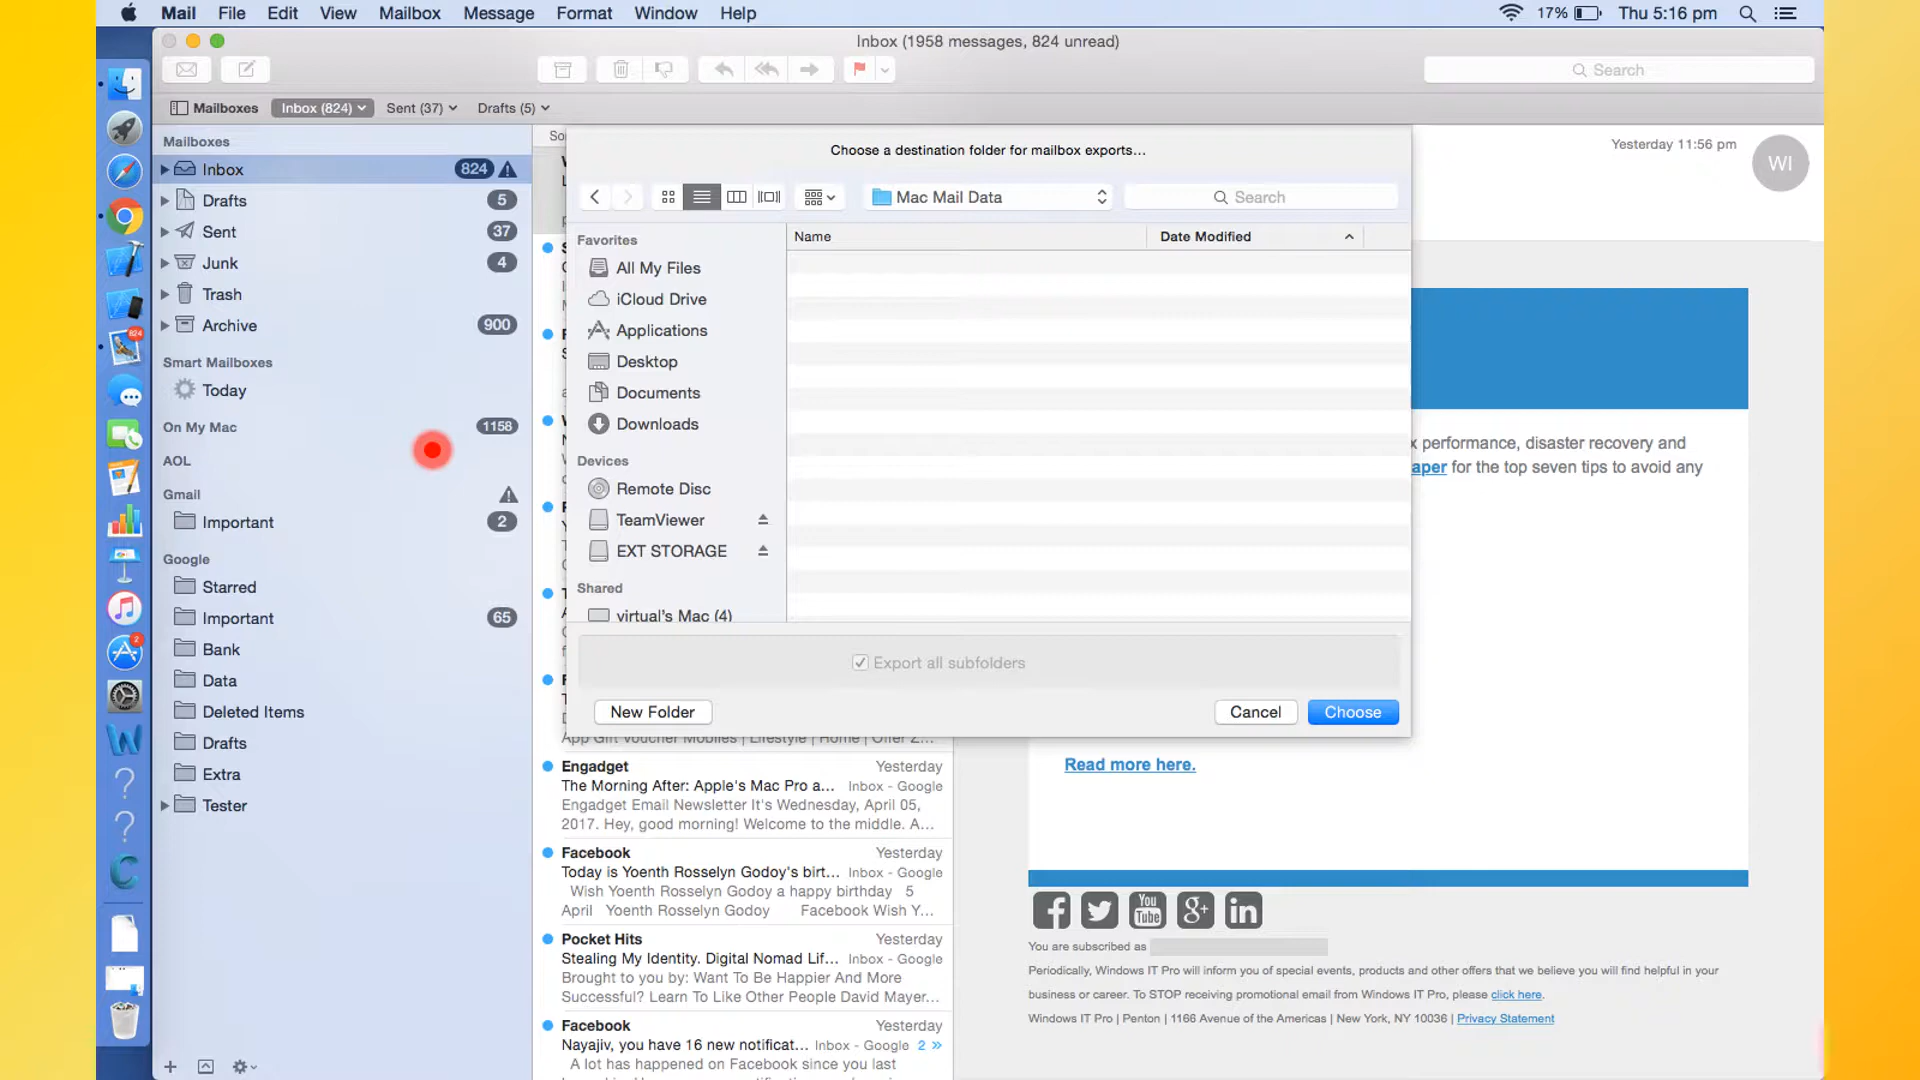 Mail File Edit View Mailbox Message Format Window Help
17% Thu 5:16 pm
Inbox (1958 messages, 824 unread)
Search
Mailboxes Inbox (824) Sent (37) Drafts (5)
Mailboxes
Inbox 824
Drafts 5
Sent 37
Junk 4
Trash
Archive 900
Smart Mailboxes
Today
On My Mac 1158
AOL
Gmail
Important 2
Google
Starred
Important 65
Bank
Data
Deleted Items
Drafts
Extra
Tester
824
2
Choose a destination folder for mailbox exports...
Mac Mail Data
Search
Favorites
All My Files
iCloud Drive
Applications
Desktop
Documents
Downloads
Devices
Remote Disc
TeamViewer
EXT STORAGE
Shared
virtual's Mac (4)
Name Date Modified
Export all subfolders
New Folder Cancel Choose
App Gift Voucher Mobiles | Lifestyle | Home | Offer Z...
Engadget Yesterday
The Morning After: Apple's Mac Pro a... Inbox - Google
Engadget Email Newsletter It's Wednesday, April 05,
2017. Hey, good morning! Welcome to the middle. A...
Facebook Yesterday
Today is Yoenth Rosselyn Godoy's birt... Inbox - Google
Wish Yoenth Rosselyn Godoy a happy birthday 5
April Yoenth Rosselyn Godoy Facebook Wish Y...
Pocket Hits Yesterday
Stealing My Identity. Digital Nomad Lif... Inbox - Google
Brought to you by: Want To Be Happier And More
Successful? Learn To Like Other People David Mayer...
Facebook Yesterday
Nayajiv, you have 16 new notificat... Inbox - Google 2 »
A lot has happened on Facebook since you last
Yesterday 11:56 pm
WI
performance, disaster recovery and
aper for the top seven tips to avoid any
Read more here.
You Tube
g+
in
You are subscribed as
Periodically, Windows IT Pro will inform you of special events, products and other offers that we believe you will find helpful in your
business or career. To STOP receiving promotional email from Windows IT Pro, please click here.
Windows IT Pro | Penton | 1166 Avenue of the Americas | New York, NY 10036 | Privacy Statement